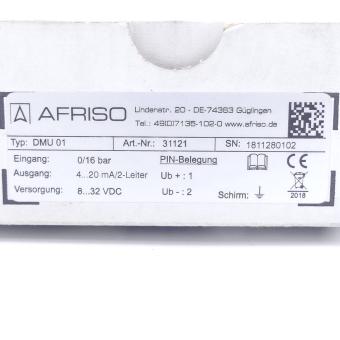 AFRISO
Lindenstr. 20 - DE-74363 Güglingen
Tel.: 49(0)7135-102-0 www.afriso.de
Typ: DMU 01 Art.-Nr.: 31121 SN: 1811280102
Eingang: 0/16 bar PIN-Belegung
Ausgang: 4...20 mA/2-Leiter Ub + : 1
Versorgung: 8...32 VDC Ub - : 2 Schirm:
CE
2018